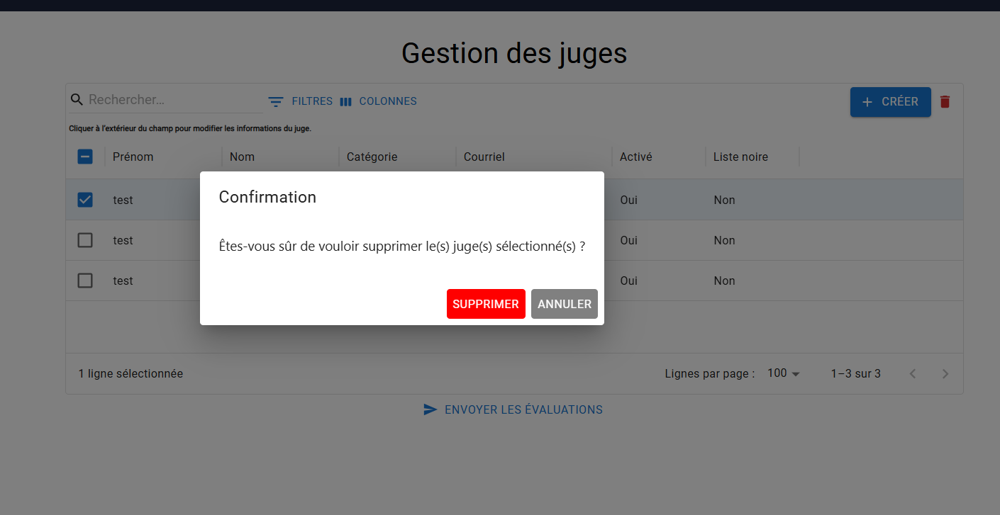 Gestion des juges
Rechercher... FILTRES COLONNES CRÉER
Cliquer à l'extérieur du champ pour modifier les informations du juge.
Prénom Nom Catégorie Courriel Activé Liste noire
Confirmation
test Oui Non
test Oui Non
Êtes-vous sûr de vouloir supprimer le(s) juge(s) sélectionné(s) ?
test Oui Non
SUPPRIMER ANNULER
1 ligne sélectionnée Lignes par page : 100 1–3 sur 3
ENVOYER LES ÉVALUATIONS